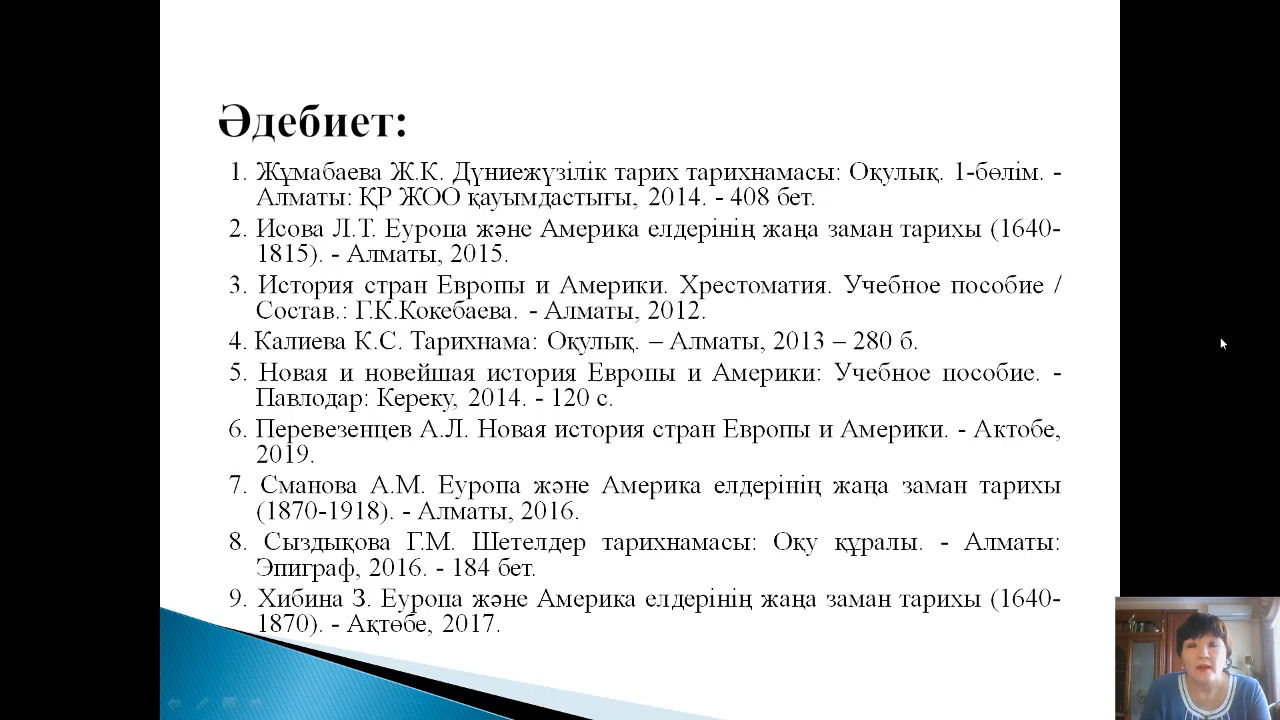 Әдебиет:
1. Жұмабаева Ж.К. Дүниежүзілік тарих тарихнамасы: Оқулық. 1-бөлім. -
Алматы: ҚР ЖОО қауымдастығы, 2014. - 408 бет.
2. Исова Л.Т. Еуропа және Америка елдерінің жаңа заман тарихы (1640-
1815). - Алматы, 2015.
3. История стран Европы и Америки. Хрестоматия. Учебное пособие /
Состав.: Г.К.Кокебаева. - Алматы, 2012.
4. Калиева К.С. Тарихнама: Оқулық. – Алматы, 2013 – 280 б.
5. Новая и новейшая история Европы и Америки: Учебное пособие. -
Павлодар: Кереку, 2014. - 120 с.
6. Перевезенцев А.Л. Новая история стран Европы и Америки. - Актобе,
2019.
7. Сманова А.М. Еуропа және Америка елдерінің жаңа заман тарихы
(1870-1918). - Алматы, 2016.
8. Сыздықова Г.М. Шетелдер тарихнамасы: Оқу құралы. - Алматы:
Эпиграф, 2016. - 184 бет.
9. Хибина З. Еуропа және Америка елдерінің жаңа заман тарихы (1640-
1870). - Ақтөбе, 2017.